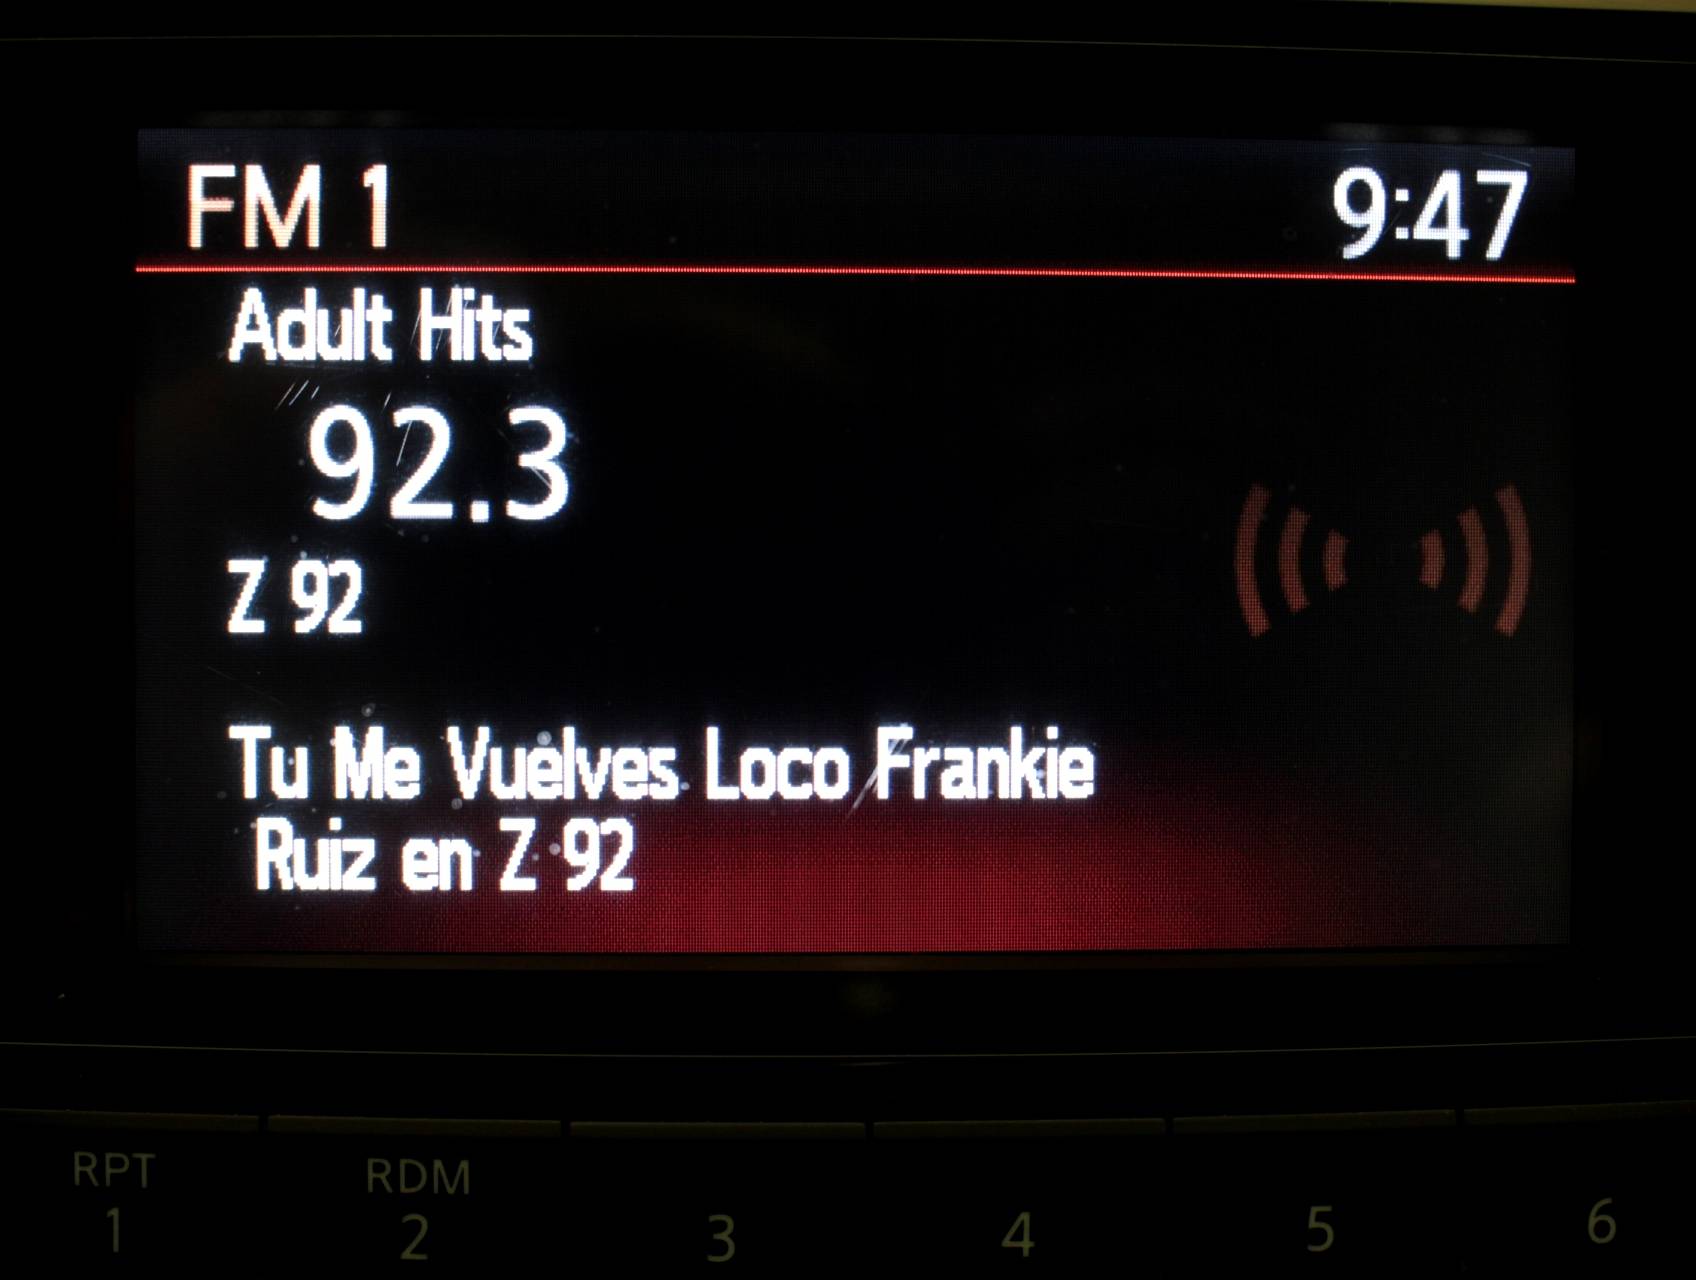 FM 1 9:47
Adult Hits
92.3
Z 92
Tu Me Vuelves Loco Frankie
Ruiz en Z 92
RPT RDM
1 2 3 4 5 6